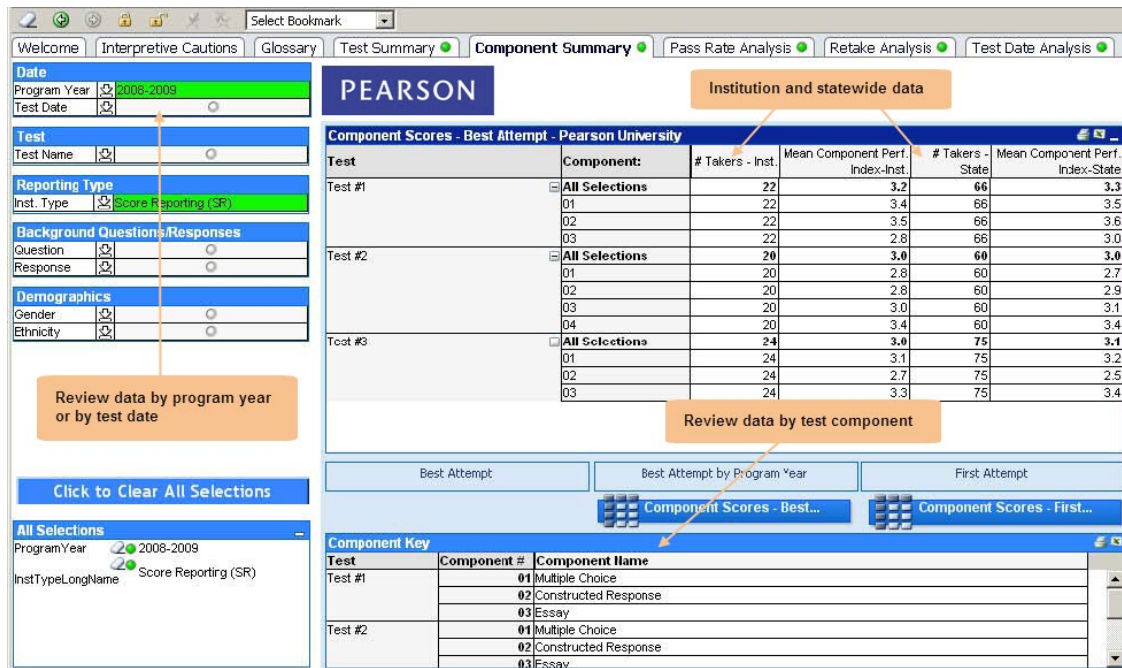 Select Bookmark
Welcome Interpretive Cautions Glossary Test Summary Component Summary Pass Rate Analysis Retake Analysis Test Date Analysis
Date
Program Year 2008-2009
Test Date
Test
Test Name
Reporting Type
Inst. Type Score Reporting (SR)
Background Questions/Responses
Question
Response
Demographics
Gender
Ethnicity
Review data by program year
or by test date
Click to Clear All Selections
All Selections
ProgramYear 2008-2009
InstTypeLongName Score Reporting (SR)
PEARSON
Institution and statewide data
Component Scores - Best Attempt - Pearson University
Test Component: # Takers - Inst. Mean Component Perf. Index-Inst. # Takers - State Mean Component Perf. Index-State
Test #1 All Selections 22 3.2 66 3.3
01 22 3.4 66 3.5
02 22 3.5 66 3.6
03 22 2.8 66 3.0
Test #2 All Selections 20 3.0 60 3.0
01 20 2.8 60 2.7
02 20 2.8 60 2.9
03 20 3.0 60 3.1
04 20 3.4 60 3.4
Test #3 All Selections 24 3.0 75 3.1
01 24 3.1 75 3.2
02 24 2.7 75 2.5
03 24 3.3 75 3.4
Review data by test component
Best Attempt Best Attempt by Program Year First Attempt
Component Scores - Best... Component Scores - First...
Component Key
Test Component # Component Name
Test #1 01 Multiple Choice
02 Constructed Response
03 Essay
Test #2 01 Multiple Choice
02 Constructed Response
03 Essay